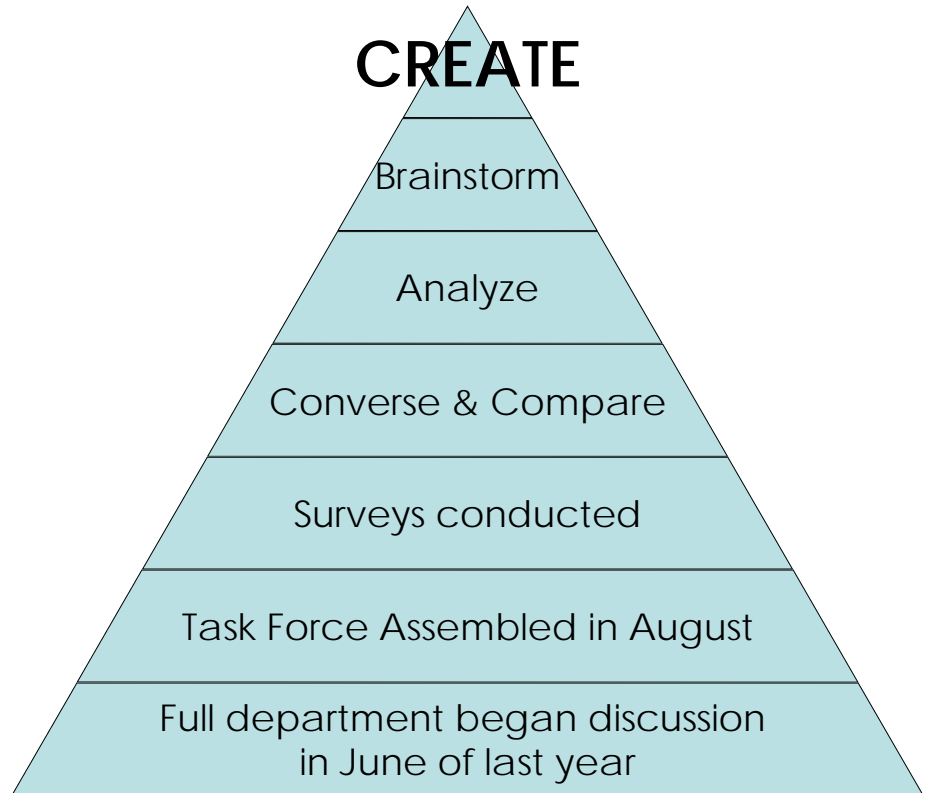 CREATE
Brainstorm
Analyze
Converse & Compare
Surveys conducted
Task Force Assembled in August
Full department began discussion
in June of last year